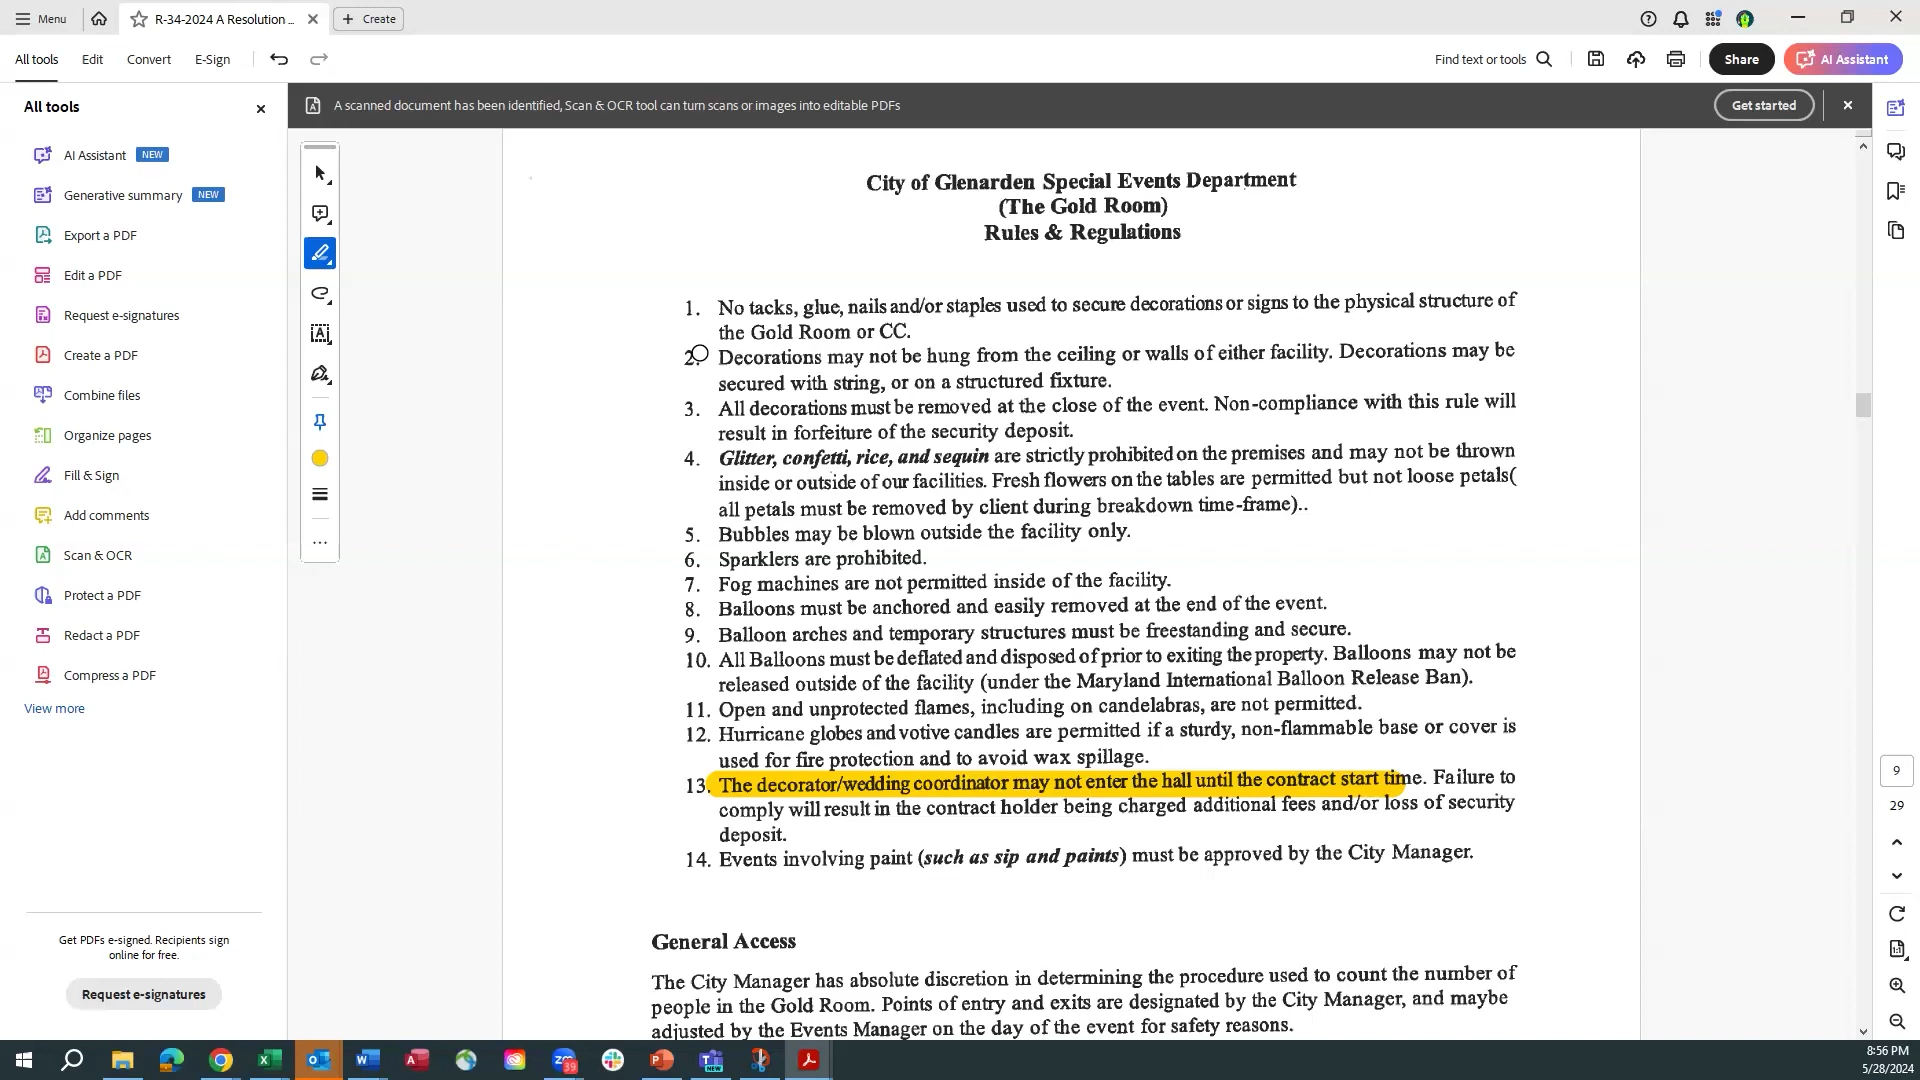 Menu
R-34-2024 A Resolution ...
Create
All tools
Edit
Convert
E-Sign
Find text or tools
Share
AI Assistant
All tools
A scanned document has been identified, Scan & OCR tool can turn scans or images into editable PDFs
Get started
AI Assistant NEW
Generative summary NEW
Export a PDF
Edit a PDF
Request e-signatures
Create a PDF
Combine files
Organize pages
Fill & Sign
Add comments
Scan & OCR
Protect a PDF
Redact a PDF
Compress a PDF
View more
Get PDFs e-signed. Recipients sign
online for free.
Request e-signatures
City of Glenarden Special Events Department
(The Gold Room)
Rules & Regulations
1. No tacks, glue, nails and/or staples used to secure decorations or signs to the physical structure of
the Gold Room or CC.
2. Decorations may not be hung from the ceiling or walls of either facility. Decorations may be
secured with string, or on a structured fixture.
3. All decorations must be removed at the close of the event. Non-compliance with this rule will
result in forfeiture of the security deposit.
4. Glitter, confetti, rice, and sequin are strictly prohibited on the premises and may not be thrown
inside or outside of our facilities. Fresh flowers on the tables are permitted but not loose petals(
all petals must be removed by client during breakdown time-frame)..
5. Bubbles may be blown outside the facility only.
6. Sparklers are prohibited.
7. Fog machines are not permitted inside of the facility.
8. Balloons must be anchored and easily removed at the end of the event.
9. Balloon arches and temporary structures must be freestanding and secure.
10. All Balloons must be deflated and disposed of prior to exiting the property. Balloons may not be
released outside of the facility (under the Maryland International Balloon Release Ban).
11. Open and unprotected flames, including on candelabras, are not permitted.
12. Hurricane globes and votive candles are permitted if a sturdy, non-flammable base or cover is
used for fire protection and to avoid wax spillage.
13. The decorator/wedding coordinator may not enter the hall until the contract start time. Failure to
comply will result in the contract holder being charged additional fees and/or loss of security
deposit.
14. Events involving paint (such as sip and paints) must be approved by the City Manager.
General Access
The City Manager has absolute discretion in determining the procedure used to count the number of
people in the Gold Room. Points of entry and exits are designated by the City Manager, and maybe
adjusted by the Events Manager on the day of the event for safety reasons.
9
29
8:56 PM
5/28/2024